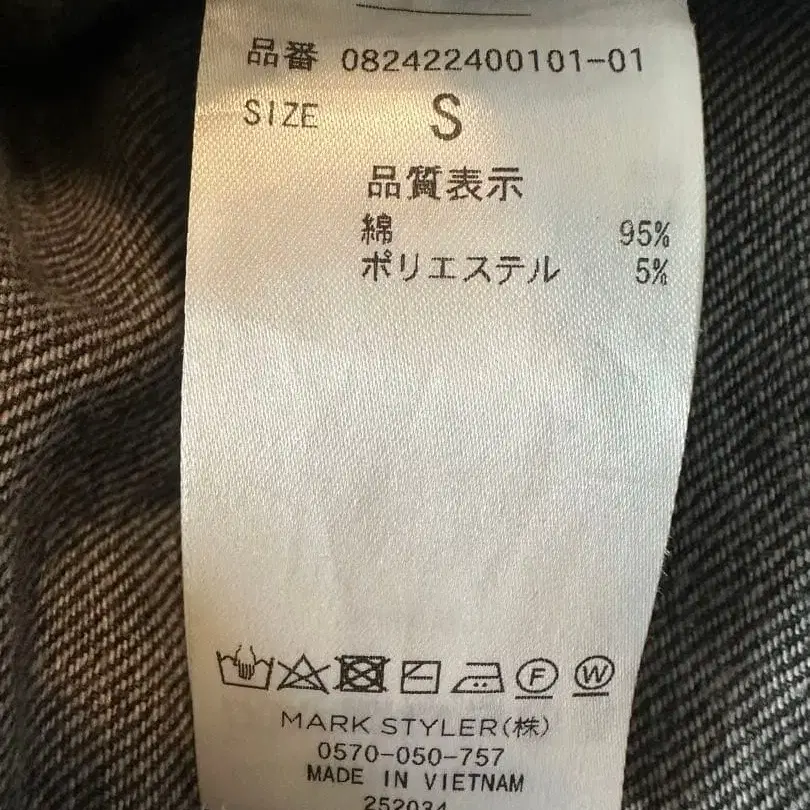 品番 082422400101-01
SIZE S
品質表示
綿 95%
ポリエステル 5%
F W
MARK STYLER(株)
0570-050-757
MADE IN VIETNAM
252034